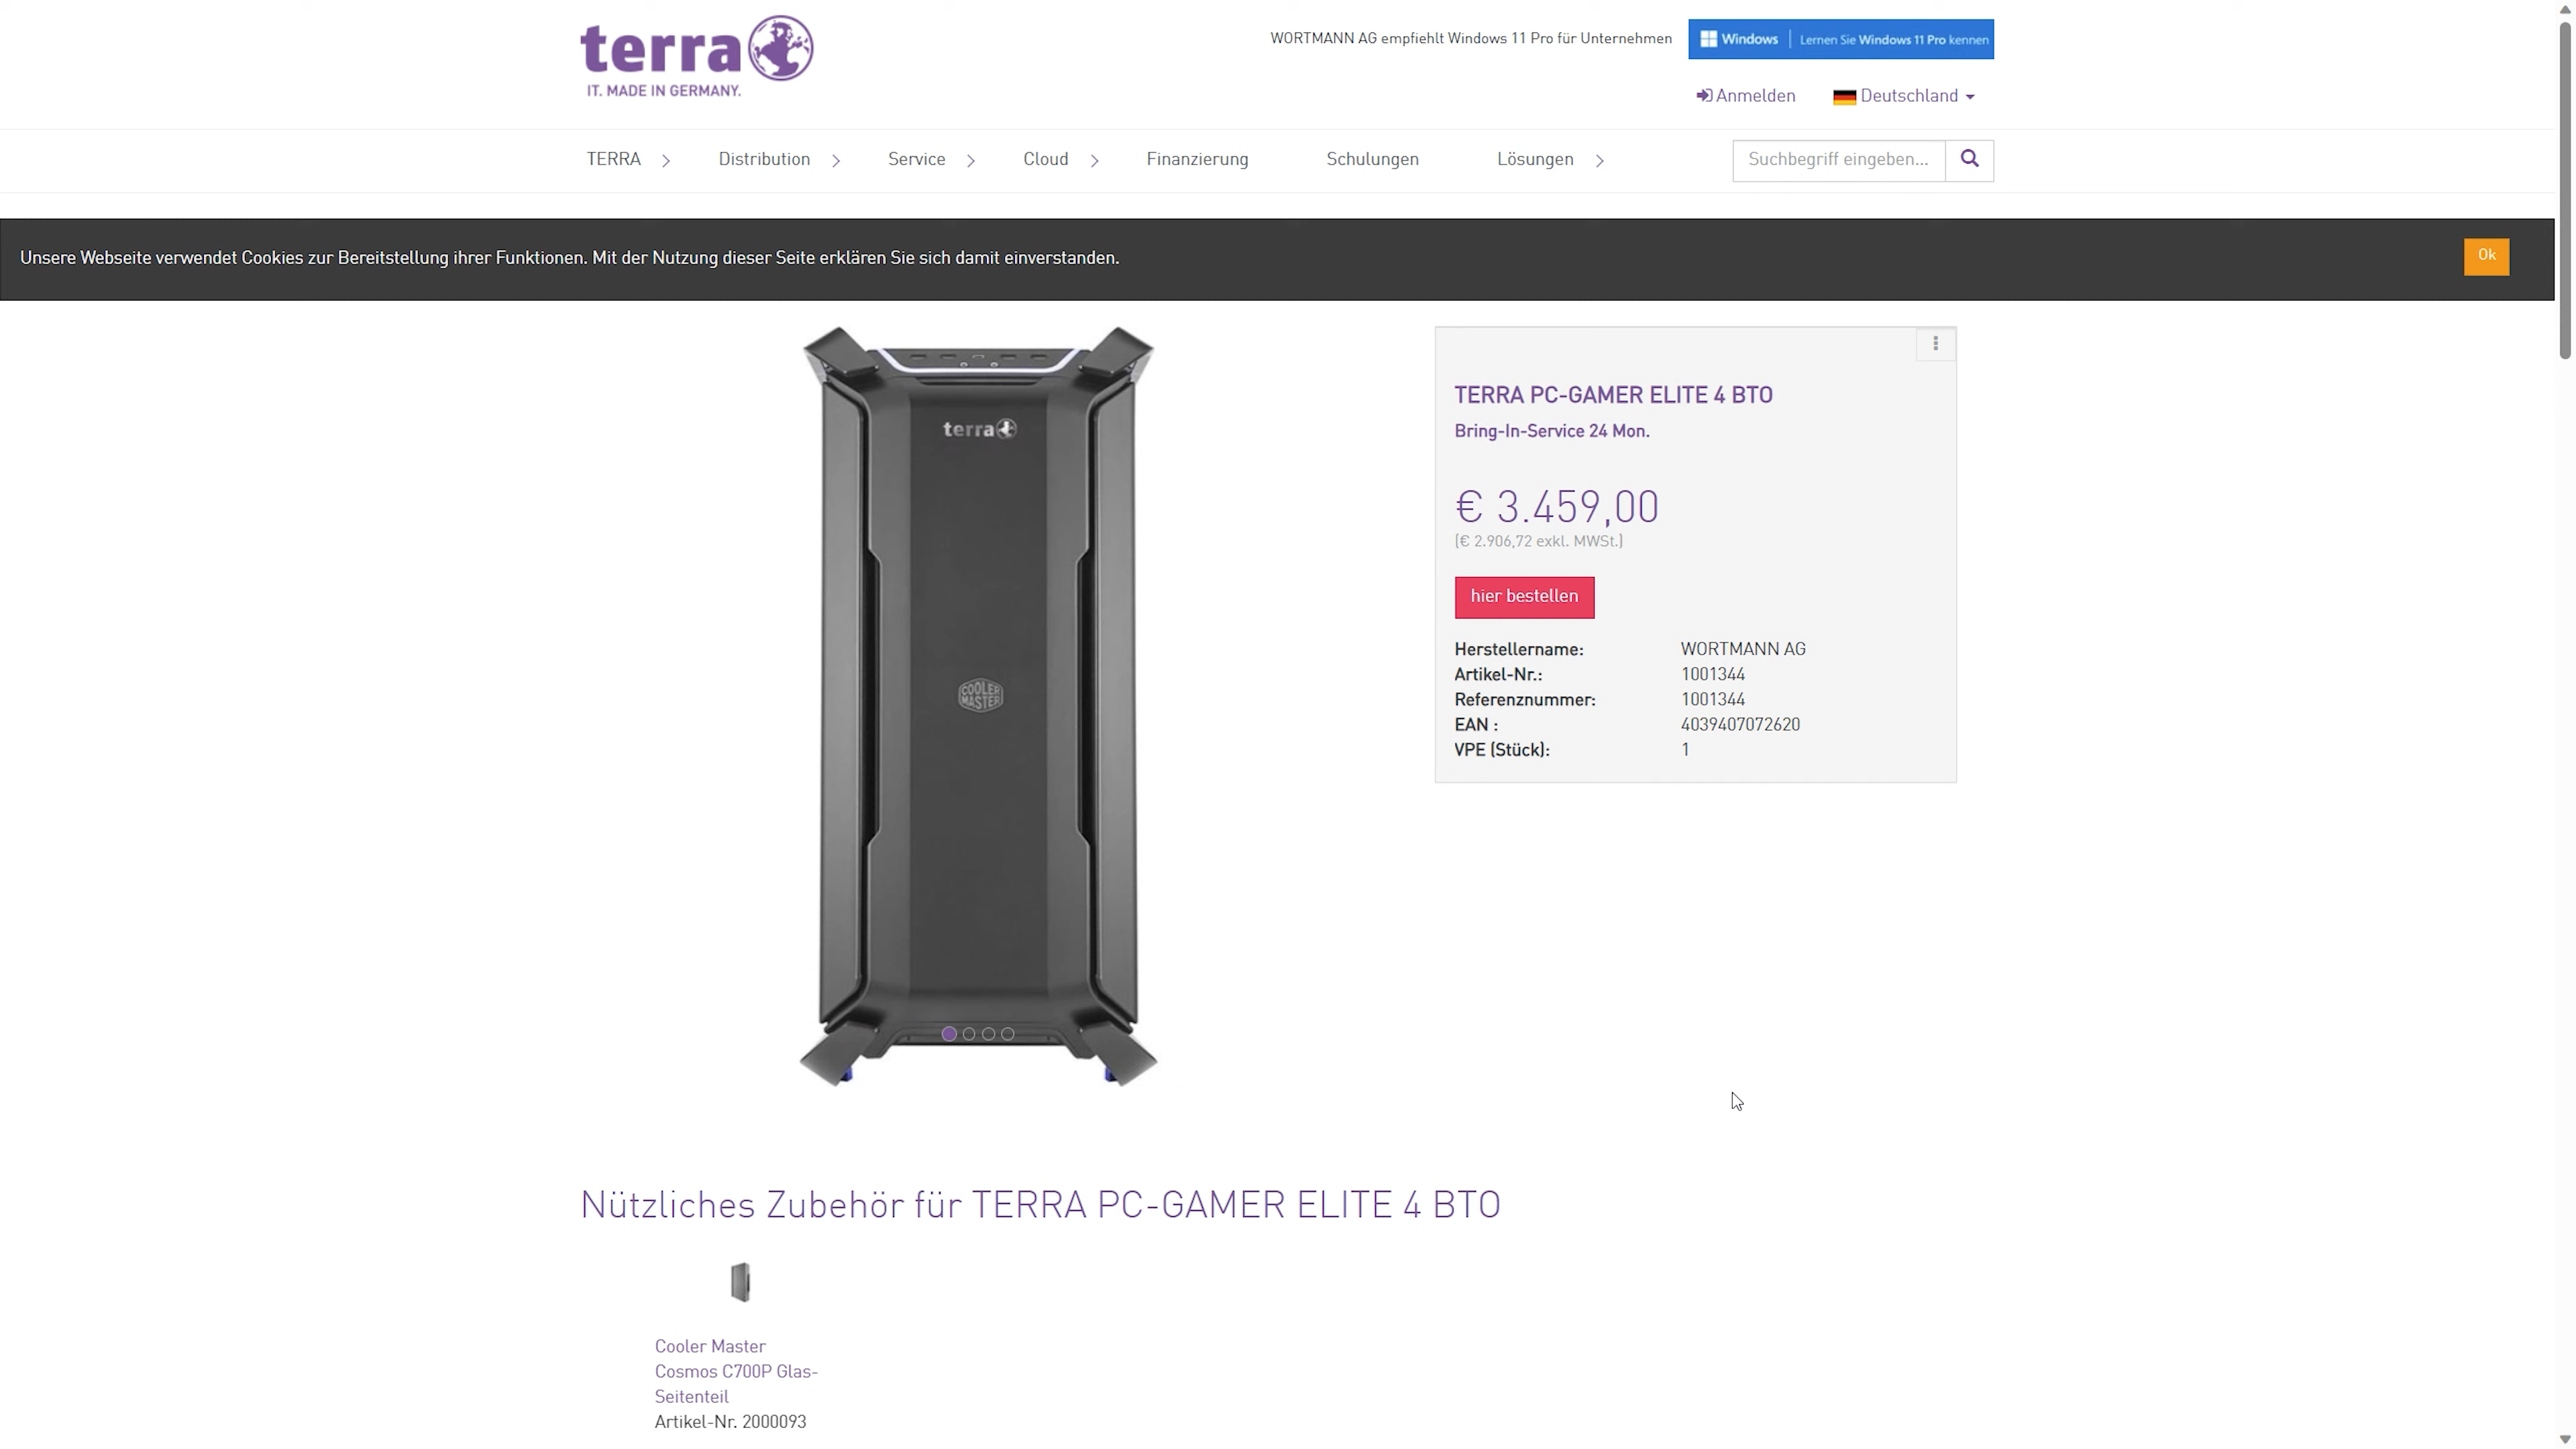 terra
IT. MADE IN GERMANY.
WORTMANN AG empfiehlt Windows 11 Pro für Unternehmen
Windows | Lernen Sie Windows 11 Pro kennen
Anmelden
Deutschland
TERRA
Distribution
Service
Cloud
Finanzierung
Schulungen
Lösungen
Suchbegriff eingeben...
Unsere Webseite verwendet Cookies zur Bereitstellung ihrer Funktionen. Mit der Nutzung dieser Seite erklären Sie sich damit einverstanden.
Ok
terra
COOLER
MASTER
TERRA PC-GAMER ELITE 4 BTO
Bring-In-Service 24 Mon.
€ 3.459,00
(€ 2.906,72 exkl. MWSt.)
hier bestellen
Herstellername: WORTMANN AG
Artikel-Nr.: 1001344
Referenznummer: 1001344
EAN : 4039407072620
VPE (Stück): 1
Nützliches Zubehör für TERRA PC-GAMER ELITE 4 BTO
Cooler Master
Cosmos C700P Glas-
Seitenteil
Artikel-Nr. 2000093